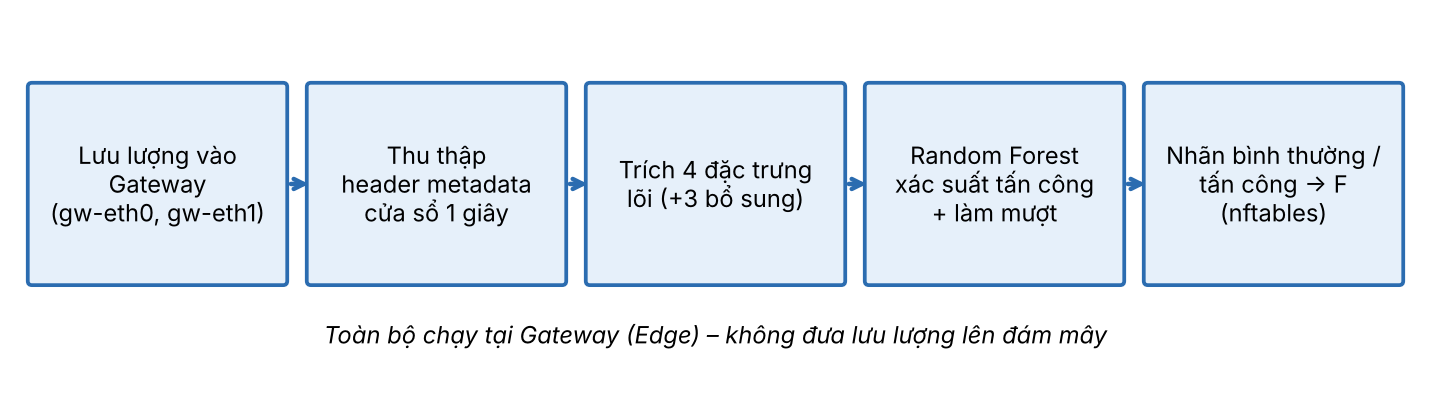 Lưu lượng vào
Gateway
(gw-eth0, gw-eth1)
Thu thập
header metadata
cửa sổ 1 giây
Trích 4 đặc trưng
lõi (+3 bổ sung)
Random Forest
xác suất tấn công
+ làm mượt
Nhãn bình thường /
tấn công → F
(nftables)
Toàn bộ chạy tại Gateway (Edge) – không đưa lưu lượng lên đám mây